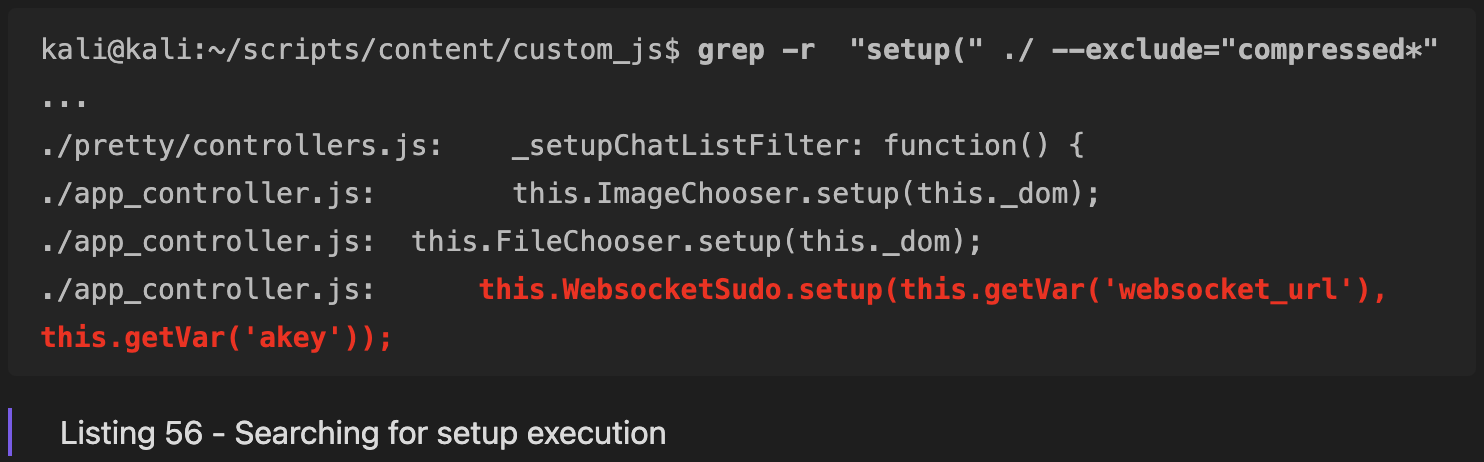 kali@kali:~/scripts/content/custom_js$ grep -r  "setup(" ./ --exclude="compressed*"
...
./pretty/controllers.js:    _setupChatListFilter: function() {
./app_controller.js:        this.ImageChooser.setup(this._dom);
./app_controller.js:  this.FileChooser.setup(this._dom);
./app_controller.js:      this.WebsocketSudo.setup(this.getVar('websocket_url'),
this.getVar('akey'));
Listing 56 - Searching for setup execution